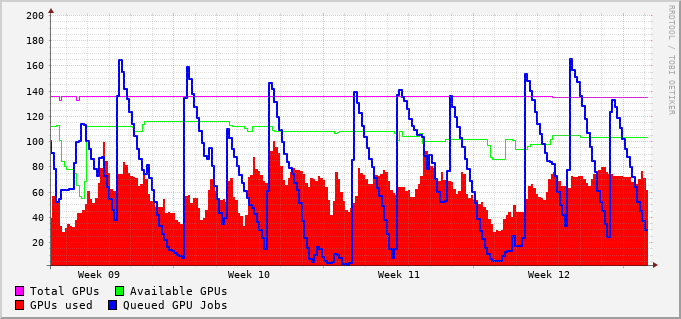 200
180
160
140
120
100
80
60
40
20
Week 09 Week 10 Week 11 Week 12
Total GPUs Available GPUs
GPUs used Queued GPU Jobs
RRDTOOL / TOBI OETIKER